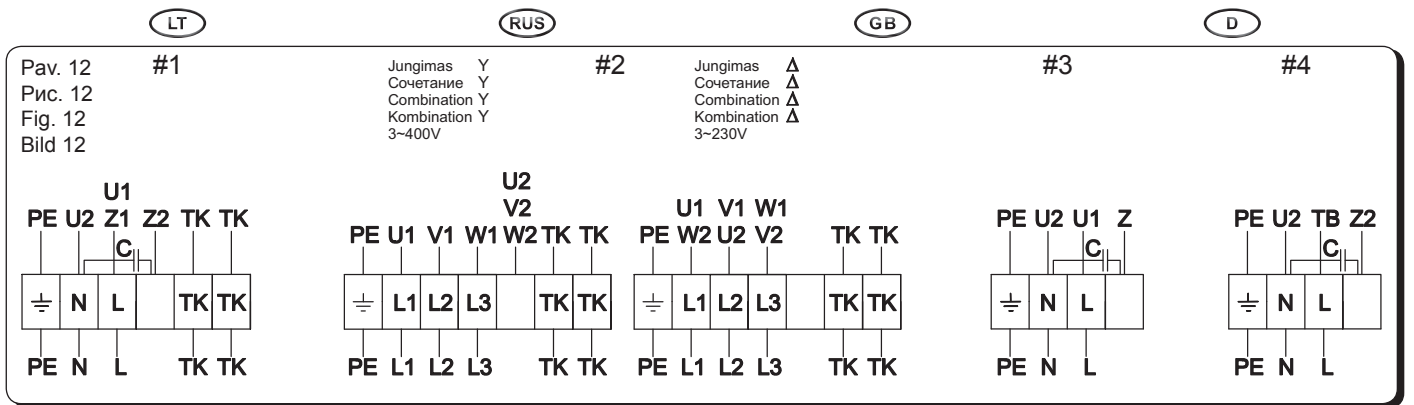 LT RUS GB D
Pav. 12
Рис. 12
Fig. 12
Bild 12
#1
U1
PE U2 Z1 Z2 TK TK
C
N L TK TK
PE N L TK TK
#2
Jungimas Y
Сочетание Y
Combination Y
Kombination Y
3~400V
U2
V2
PE U1 V1 W1 W2 TK TK
L1 L2 L3 TK TK
PE L1 L2 L3 TK TK
Jungimas Δ
Сочетание Δ
Combination Δ
Kombination Δ
3~230V
U1 V1 W1
PE W2 U2 V2 TK TK
L1 L2 L3 TK TK
PE L1 L2 L3 TK TK
#3
PE U2 U1 Z
C
N L
PE N L
#4
PE U2 TB Z2
C
N L
PE N L